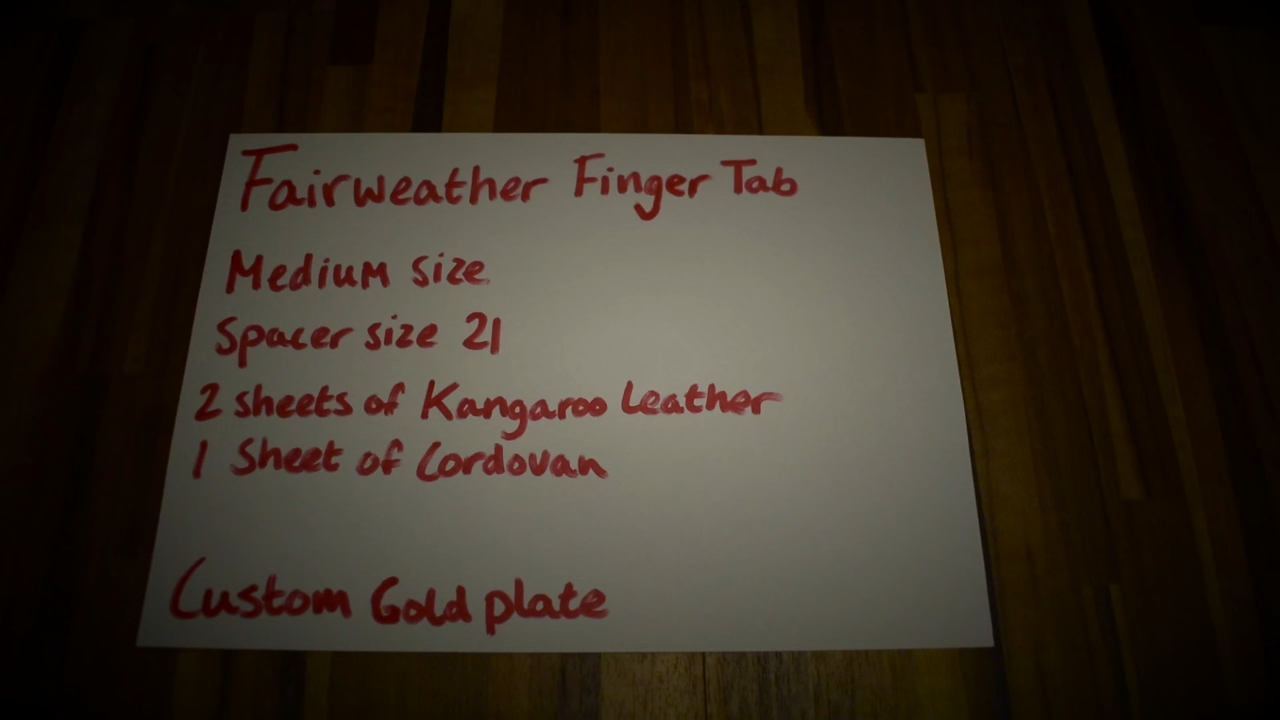 Fairweather Finger Tab
Medium size
Spacer size 21
2 sheets of Kangaroo Leather
1 Sheet of Cordovan
Custom Gold plate